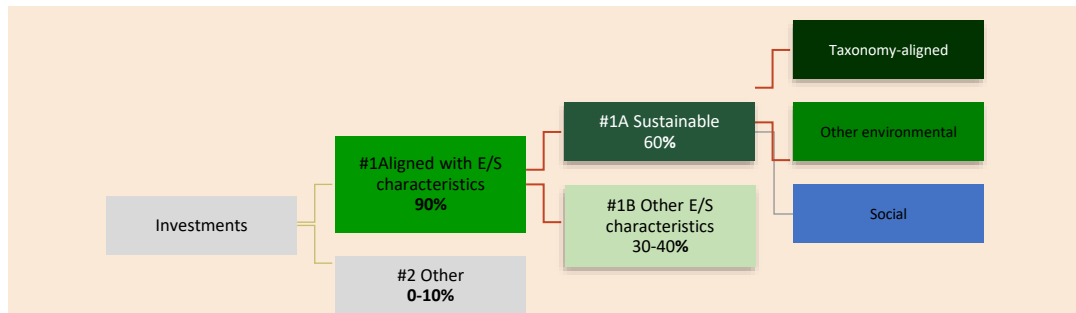 Investments
#1Aligned with E/S
characteristics
90%
#2 Other
0-10%
#1A Sustainable
60%
#1B Other E/S
characteristics
30-40%
Taxonomy-aligned
Other environmental
Social